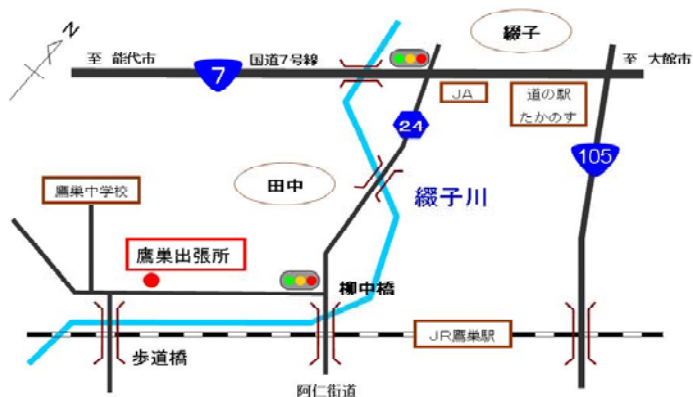 N
綴子
至 能代市
国道7号線
至 大館市
7
JA
道の駅
たかのす
24
105
鷹巣中学校
田中
綴子川
鷹巣出張所
柳中橋
JR鷹巣駅
歩道橋
阿仁街道